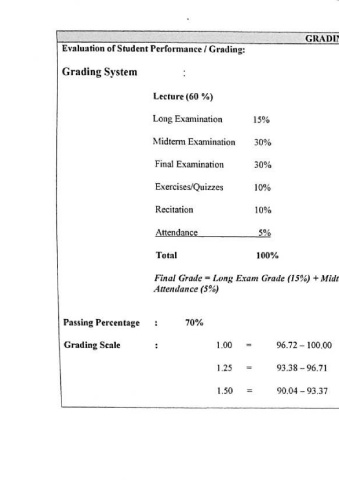 GRADI
Evaluation of Student Performance / Grading:
Grading System :
Lecture (60 %)
Long Examination 15%
Midterm Examination 30%
Final Examination 30%
Exercises/Quizzes 10%
Recitation 10%
Attendance 5%
Total 100%
Final Grade = Long Exam Grade (15%) + Midt
Attendance (5%)
Passing Percentage : 70%
Grading Scale : 1.00 = 96.72 – 100.00
1.25 = 93.38 – 96.71
1.50 = 90.04 – 93.37